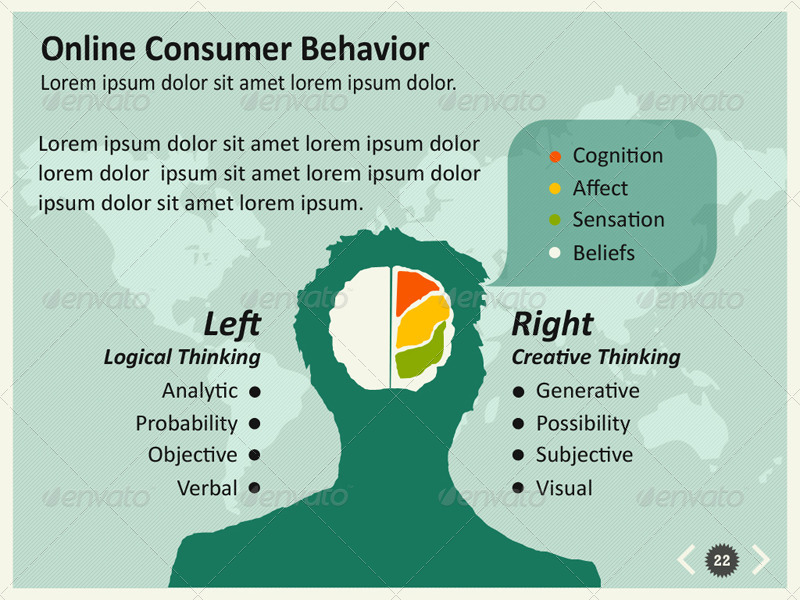 Online Consumer Behavior
Lorem ipsum dolor sit amet lorem ipsum dolor.
Lorem ipsum dolor sit amet lorem ipsum dolor
lorem dolor  ipsum sit amet lorem ipsum dolor
ipsum dolor sit amet lorem ipsum.
Cognition
Affect
Sensation
Beliefs
Left
Logical Thinking
Analytic
Probability
Objective
Verbal
Right
Creative Thinking
Generative
Possibility
Subjective
Visual
22
envato
envato
envato
envato
envato
envato
envato
envato
envato
envato
envato
envato